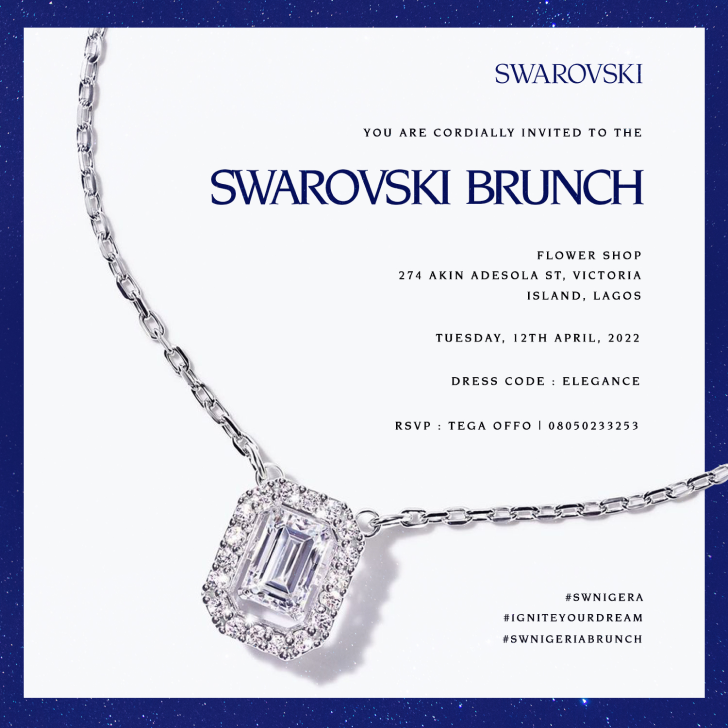 SWAROVSKI
YOU ARE CORDIALLY INVITED TO THE
SWAROVSKI BRUNCH
FLOWER SHOP
274 AKIN ADESOLA ST, VICTORIA
ISLAND, LAGOS
TUESDAY, 12TH APRIL, 2022
DRESS CODE : ELEGANCE
RSVP : TEGA OFFO | 08050233253
#SWNIGERA
#IGNITEYOURDREAM
#SWNIGERIABRUNCH